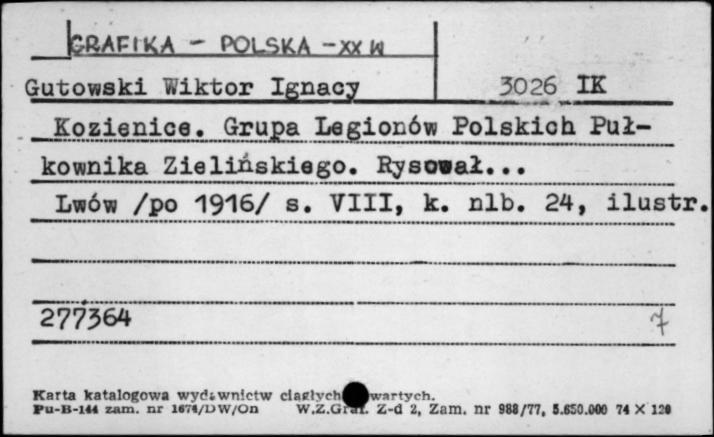 GRAFIKA - POLSKA - XX W
Gutowski Wiktor Ignacy 3026 IK
Kozienice. Grupa Legionów Polskich Puł-
kownika Zielińskiego. Rysował...
Lwów /po 1916/ s. VIII, k. nlb. 24, ilustr.
277364 7
Karta katalogowa wydawnictw ciągłych wartych.
Pu-B-144 zam. nr 1674/DW/On W.Z.Graf. Z-d 2, Zam. nr 988/77, 5.650.000 74 X 120